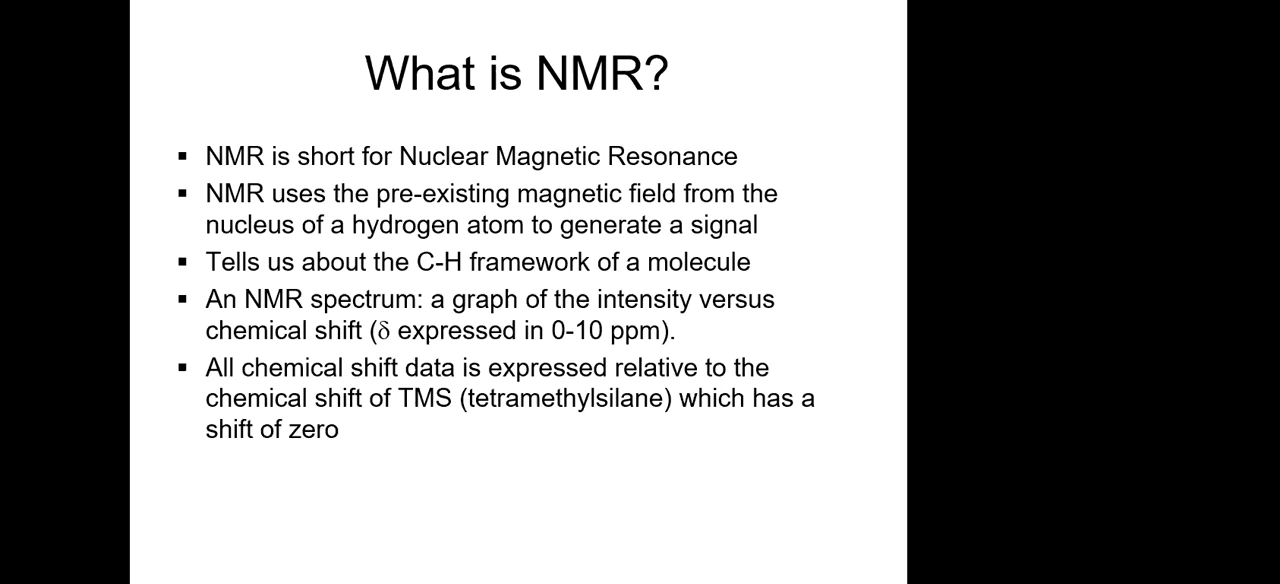 What is NMR?
▪ NMR is short for Nuclear Magnetic Resonance
▪ NMR uses the pre-existing magnetic field from the
nucleus of a hydrogen atom to generate a signal
▪ Tells us about the C-H framework of a molecule
▪ An NMR spectrum: a graph of the intensity versus
chemical shift (δ expressed in 0-10 ppm).
▪ All chemical shift data is expressed relative to the
chemical shift of TMS (tetramethylsilane) which has a
shift of zero